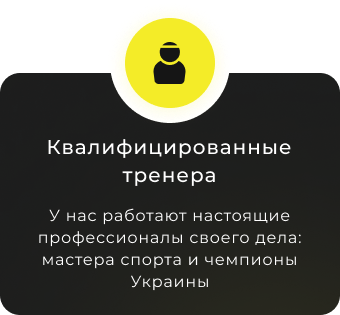 Квалифицированные
тренера
У нас работают настоящие
профессионалы своего дела:
мастера спорта и чемпионы
Украины